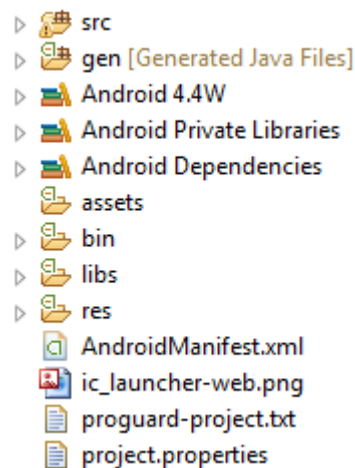 src
gen [Generated Java Files]
Android 4.4W
Android Private Libraries
Android Dependencies
assets
bin
libs
res
AndroidManifest.xml
ic_launcher-web.png
proguard-project.txt
project.properties